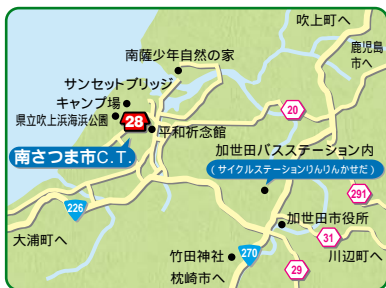 吹上町へ
鹿児島
市へ
南薩少年自然の家
サンセットブリッジ
キャンプ場
県立吹上浜海浜公園
28
平和祈念館
20
南さつま市C.T.
加世田バスステーション内
(サイクルステーションりんりんかせだ)
291
226
加世田市役所
大浦町へ
31
竹田神社
270
川辺町へ
29
枕崎市へ